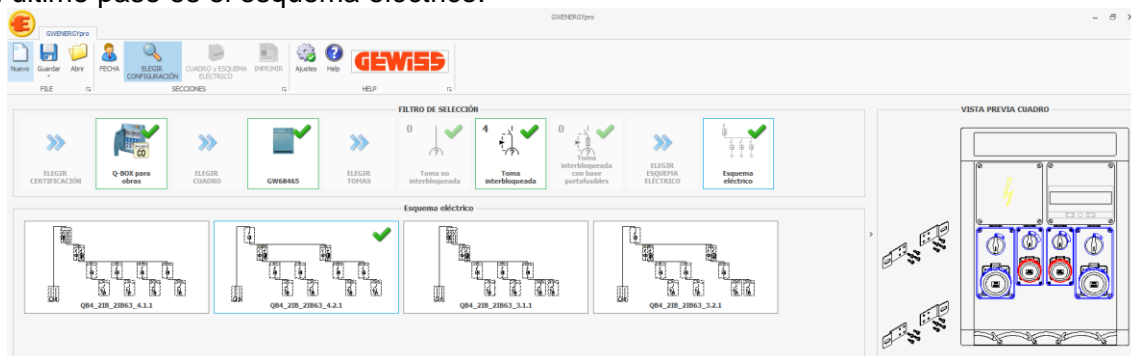 último paso es el esquema eléctrico.
GWENERGYpro
GWENERGYpro
Nuevo
Guardar
Abrir
FECHA
ELEGIR CONFIGURACIÓN
CUADRO y ESQUEMA ELÉCTRICO
IMPRIMIR
Ajustes
Help
GEWISS
FILE
SECCIONES
HELP
FILTRO DE SELECCIÓN
ELEGIR CERTIFICACIÓN
CO
Q-BOX para obras
ELEGIR CUADRO
GW68465
ELEGIR TOMAS
0
Toma no interbloqueada
4
Toma interbloqueada
0
Toma interbloqueada con base portafusibles
ELEGIR ESQUEMA ELÉCTRICO
Esquema eléctrico
Esquema eléctrico
QB4_2IB_2IB63_4.1.1
QB4_2IB_2IB63_4.2.1
QB4_2IB_2IB63_3.1.1
QB4_2IB_2IB63_3.2.1
VISTA PREVIA CUADRO